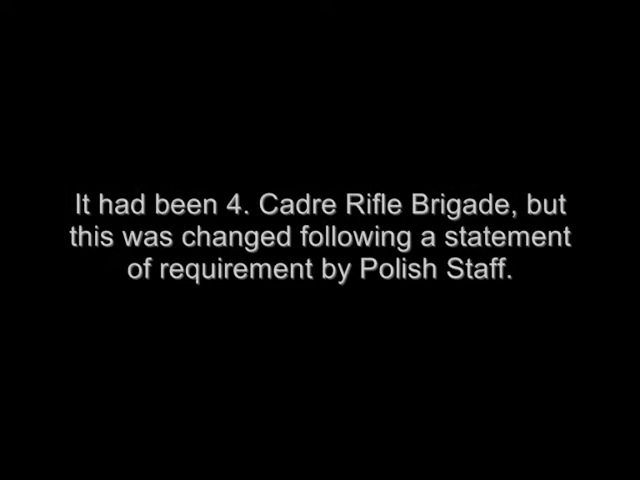 It had been 4. Cadre Rifle Brigade, but
this was changed following a statement
of requirement by Polish Staff.